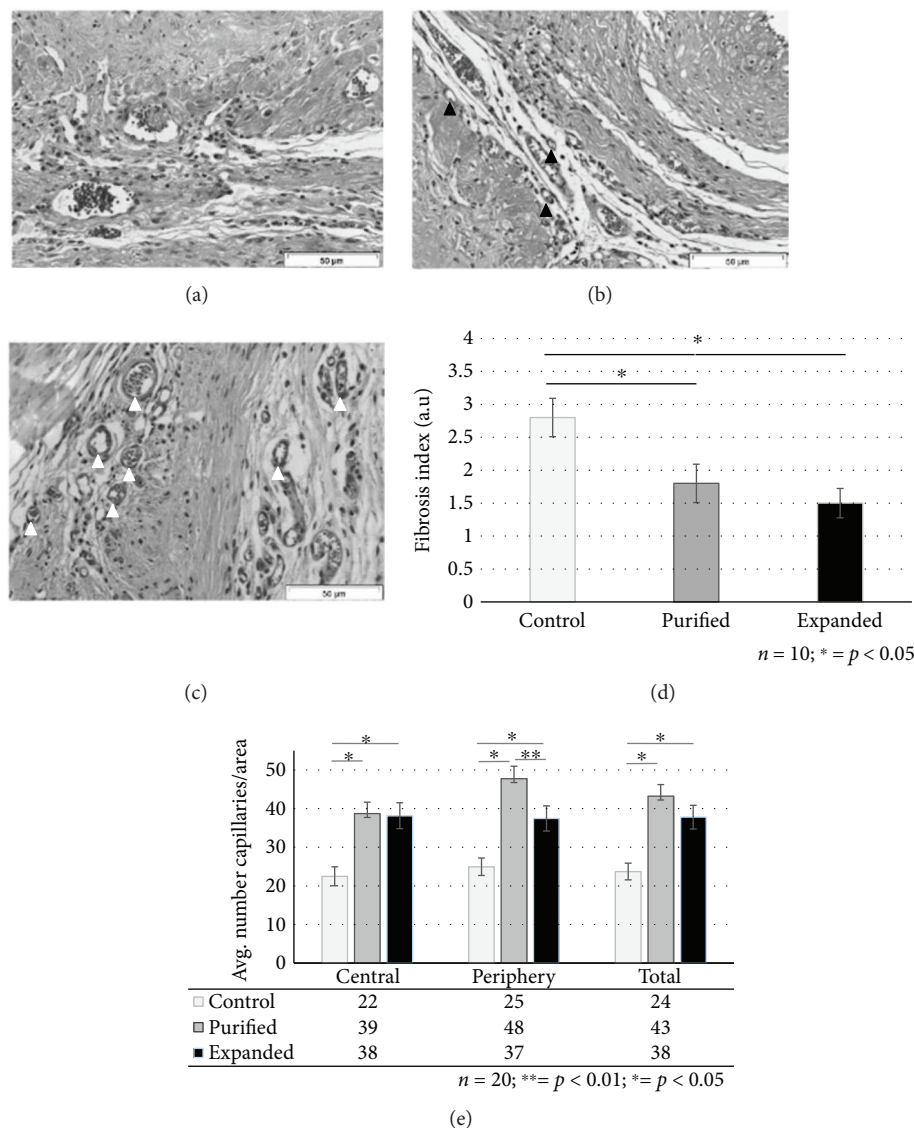 50 µm
50 µm
(a)
(b)
50 µm
Fibrosis index (a.u)
4
3.5
3
2.5
2
1.5
1
0.5
0
*
*
Control Purified Expanded
n = 10; * = p < 0.05
(c)
(d)
Avg. number capillaries/area
50
40
30
20
10
0
* * *
* * ** *
Central Periphery Total
Control 22 25 24
Purified 39 48 43
Expanded 38 37 38
n = 20; **= p < 0.01; *= p < 0.05
(e)